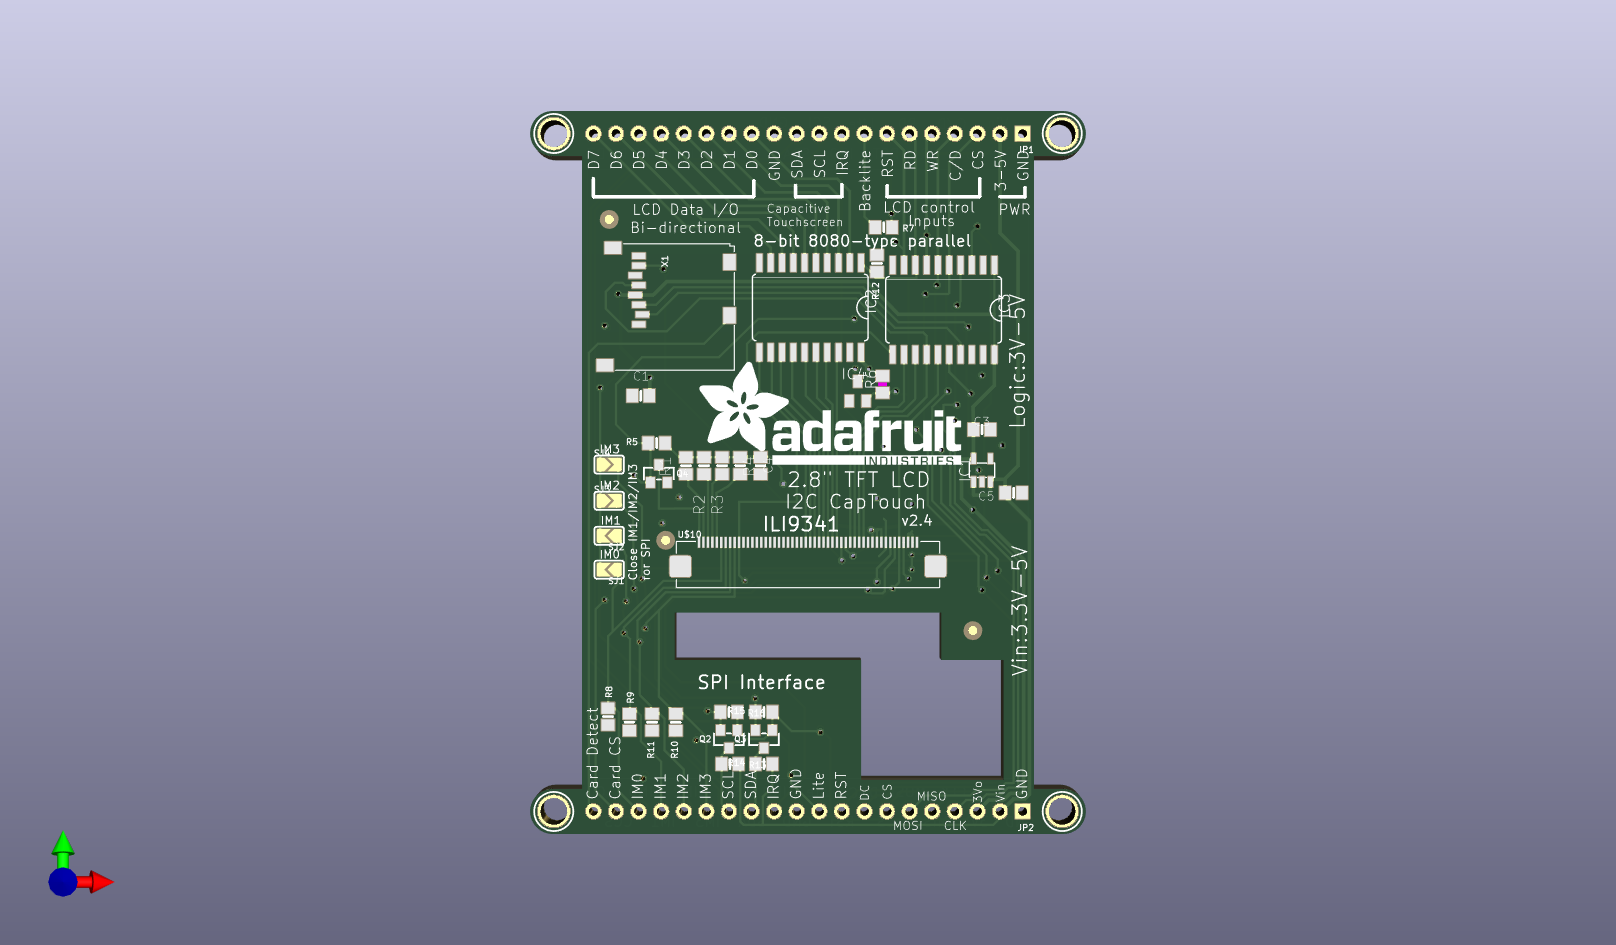 JP1
D7 D6 D5 D4 D3 D2 D1 D0 GND SDA SCL IRQ Backlite RST RD WR C/D CS 3-5V GND
LCD Data I/O
Bi-directional
Capacitive
Touchscreen
LCD control
Inputs
PWR
R7
8-bit 8080-type parallel
X1
R12
IC2
IC3
Logic:3V-5V
C1
IC4
R6
adafruit
INDUSTRIES
C3
R5
IM3
IM2
IM1
SJ2
IM0
SJ1
Close IM1/IM2/IM3
for SPI
R2
R3
IC1
C5
2.8" TFT LCD
I2C CapTouch
ILI9341
v2.4
U$10
Vin:3.3V-5V
SPI Interface
R8
R9
R11
R10
Q2
Q3
Card Detect Card CS IM0 IM1 IM2 IM3 SCL SDA IRQ GND Lite RST DC CS MOSI MISO CLK 3Vo Vin GND
JP2